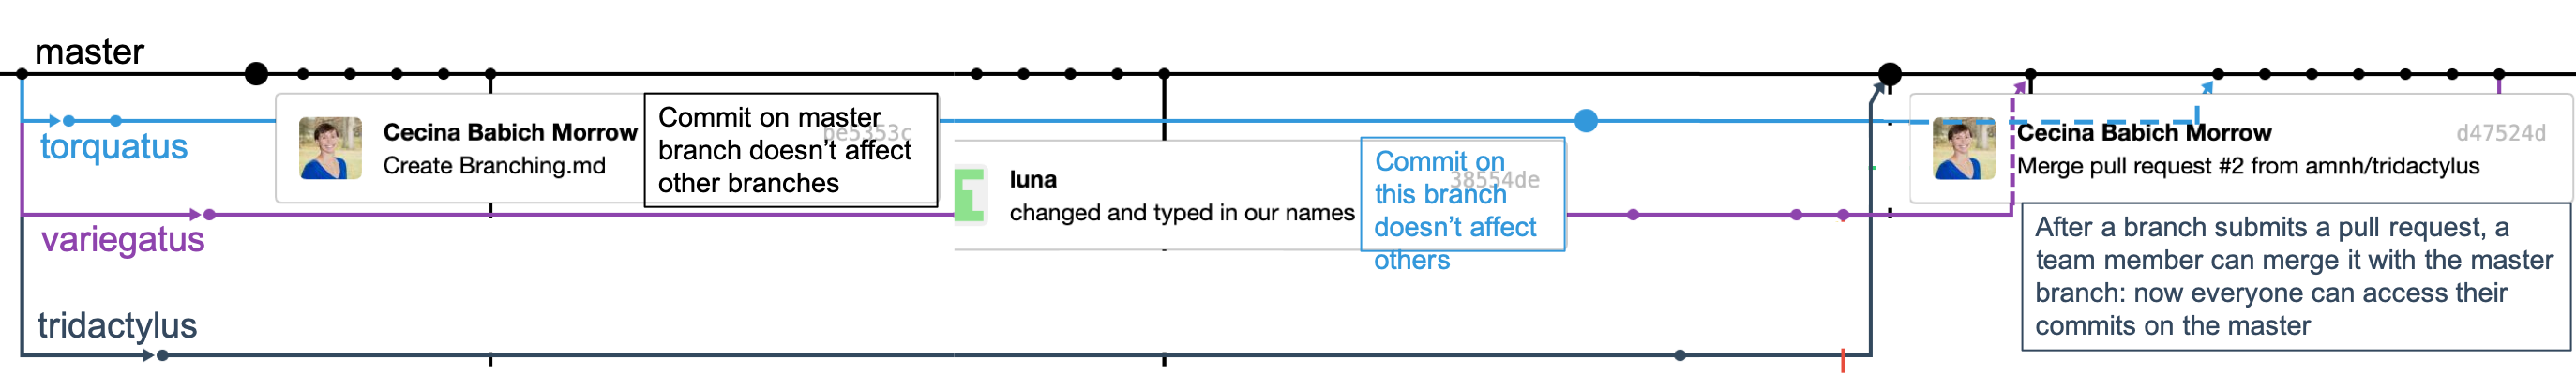 master
torquatus
variegatus
tridactylus
Cecina Babich Morrow
be5353c
Create Branching.md
Commit on master
branch doesn't affect
other branches
luna
38554de
changed and typed in our names
Commit on
this branch
doesn't affect
others
Cecina Babich Morrow
d47524d
Merge pull request #2 from amnh/tridactylus
After a branch submits a pull request, a
team member can merge it with the master
branch: now everyone can access their
commits on the master